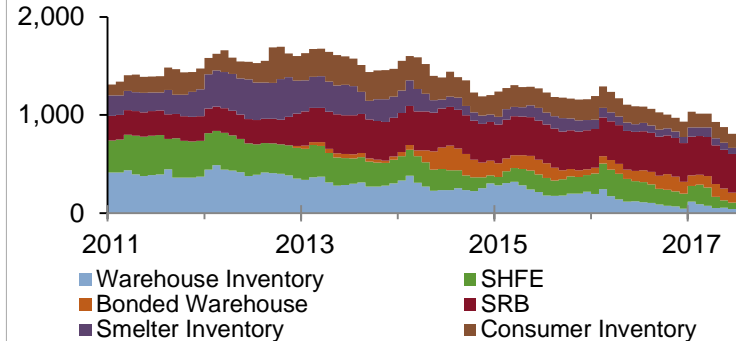 2,000
1,000
0
2011 2013 2015 2017
Warehouse Inventory SHFE
Bonded Warehouse SRB
Smelter Inventory Consumer Inventory